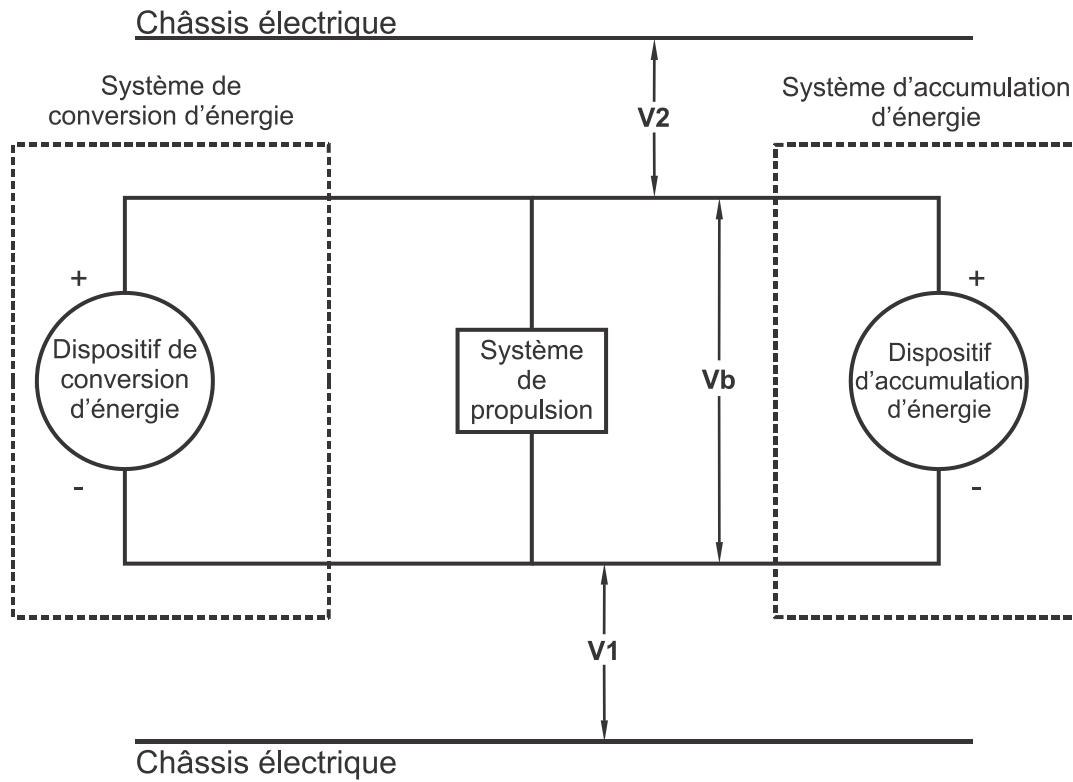 Châssis électrique
Système de
conversion d'énergie
V2
Système d'accumulation
d'énergie
+
+
Dispositif de
conversion
d'énergie
Système
de
propulsion
Vb
Dispositif
d'accumulation
d'énergie
-
-
V1
Châssis électrique